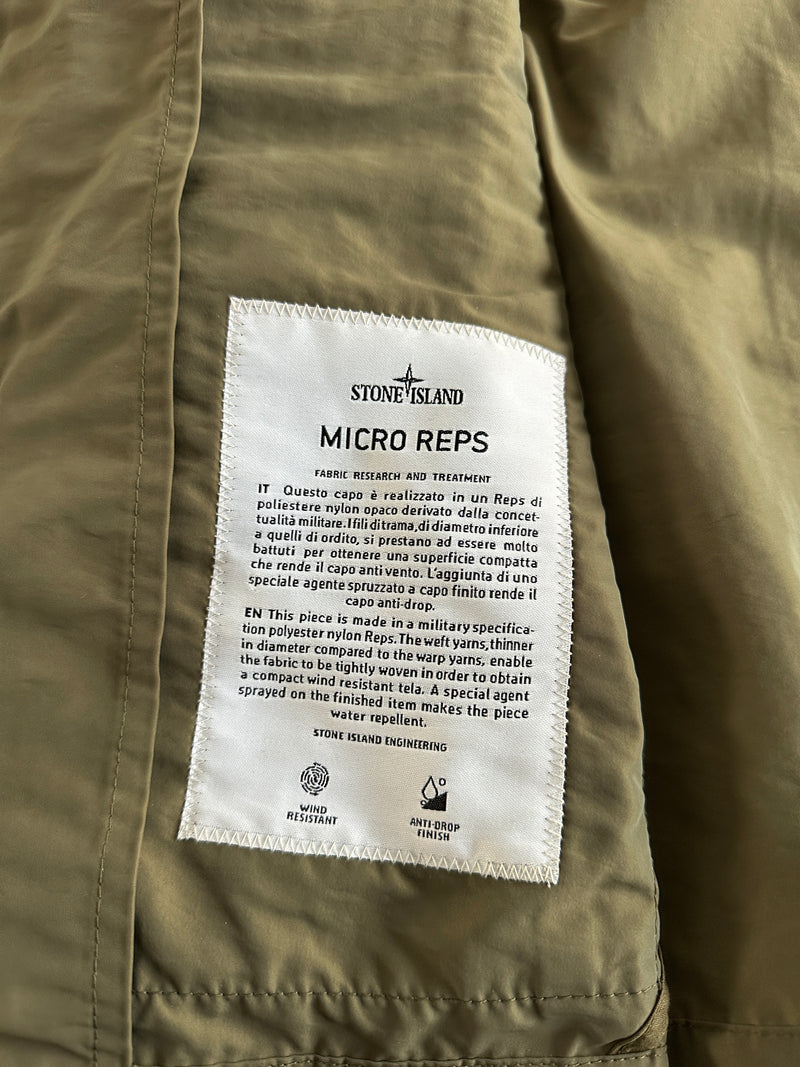 STONE ISLAND
MICRO REPS
FABRIC RESEARCH AND TREATMENT
IT Questo capo è realizzato in un Reps di
poliestere nylon opaco derivato dalla concet-
tualità militare. I fili di trama, di diametro inferiore
a quelli di ordito, si prestano ad essere molto
battuti per ottenere una superficie compatta
che rende il capo anti vento. L'aggiunta di uno
speciale agente spruzzato a capo finito rende il
capo anti-drop.
EN This piece is made in a military specifica-
tion polyester nylon Reps. The weft yarns, thinner
in diameter compared to the warp yarns, enable
the fabric to be tightly woven in order to obtain
a compact wind resistant tela. A special agent
sprayed on the finished item makes the piece
water repellent.
STONE ISLAND ENGINEERING
WIND
RESISTANT
ANTI-DROP
FINISH